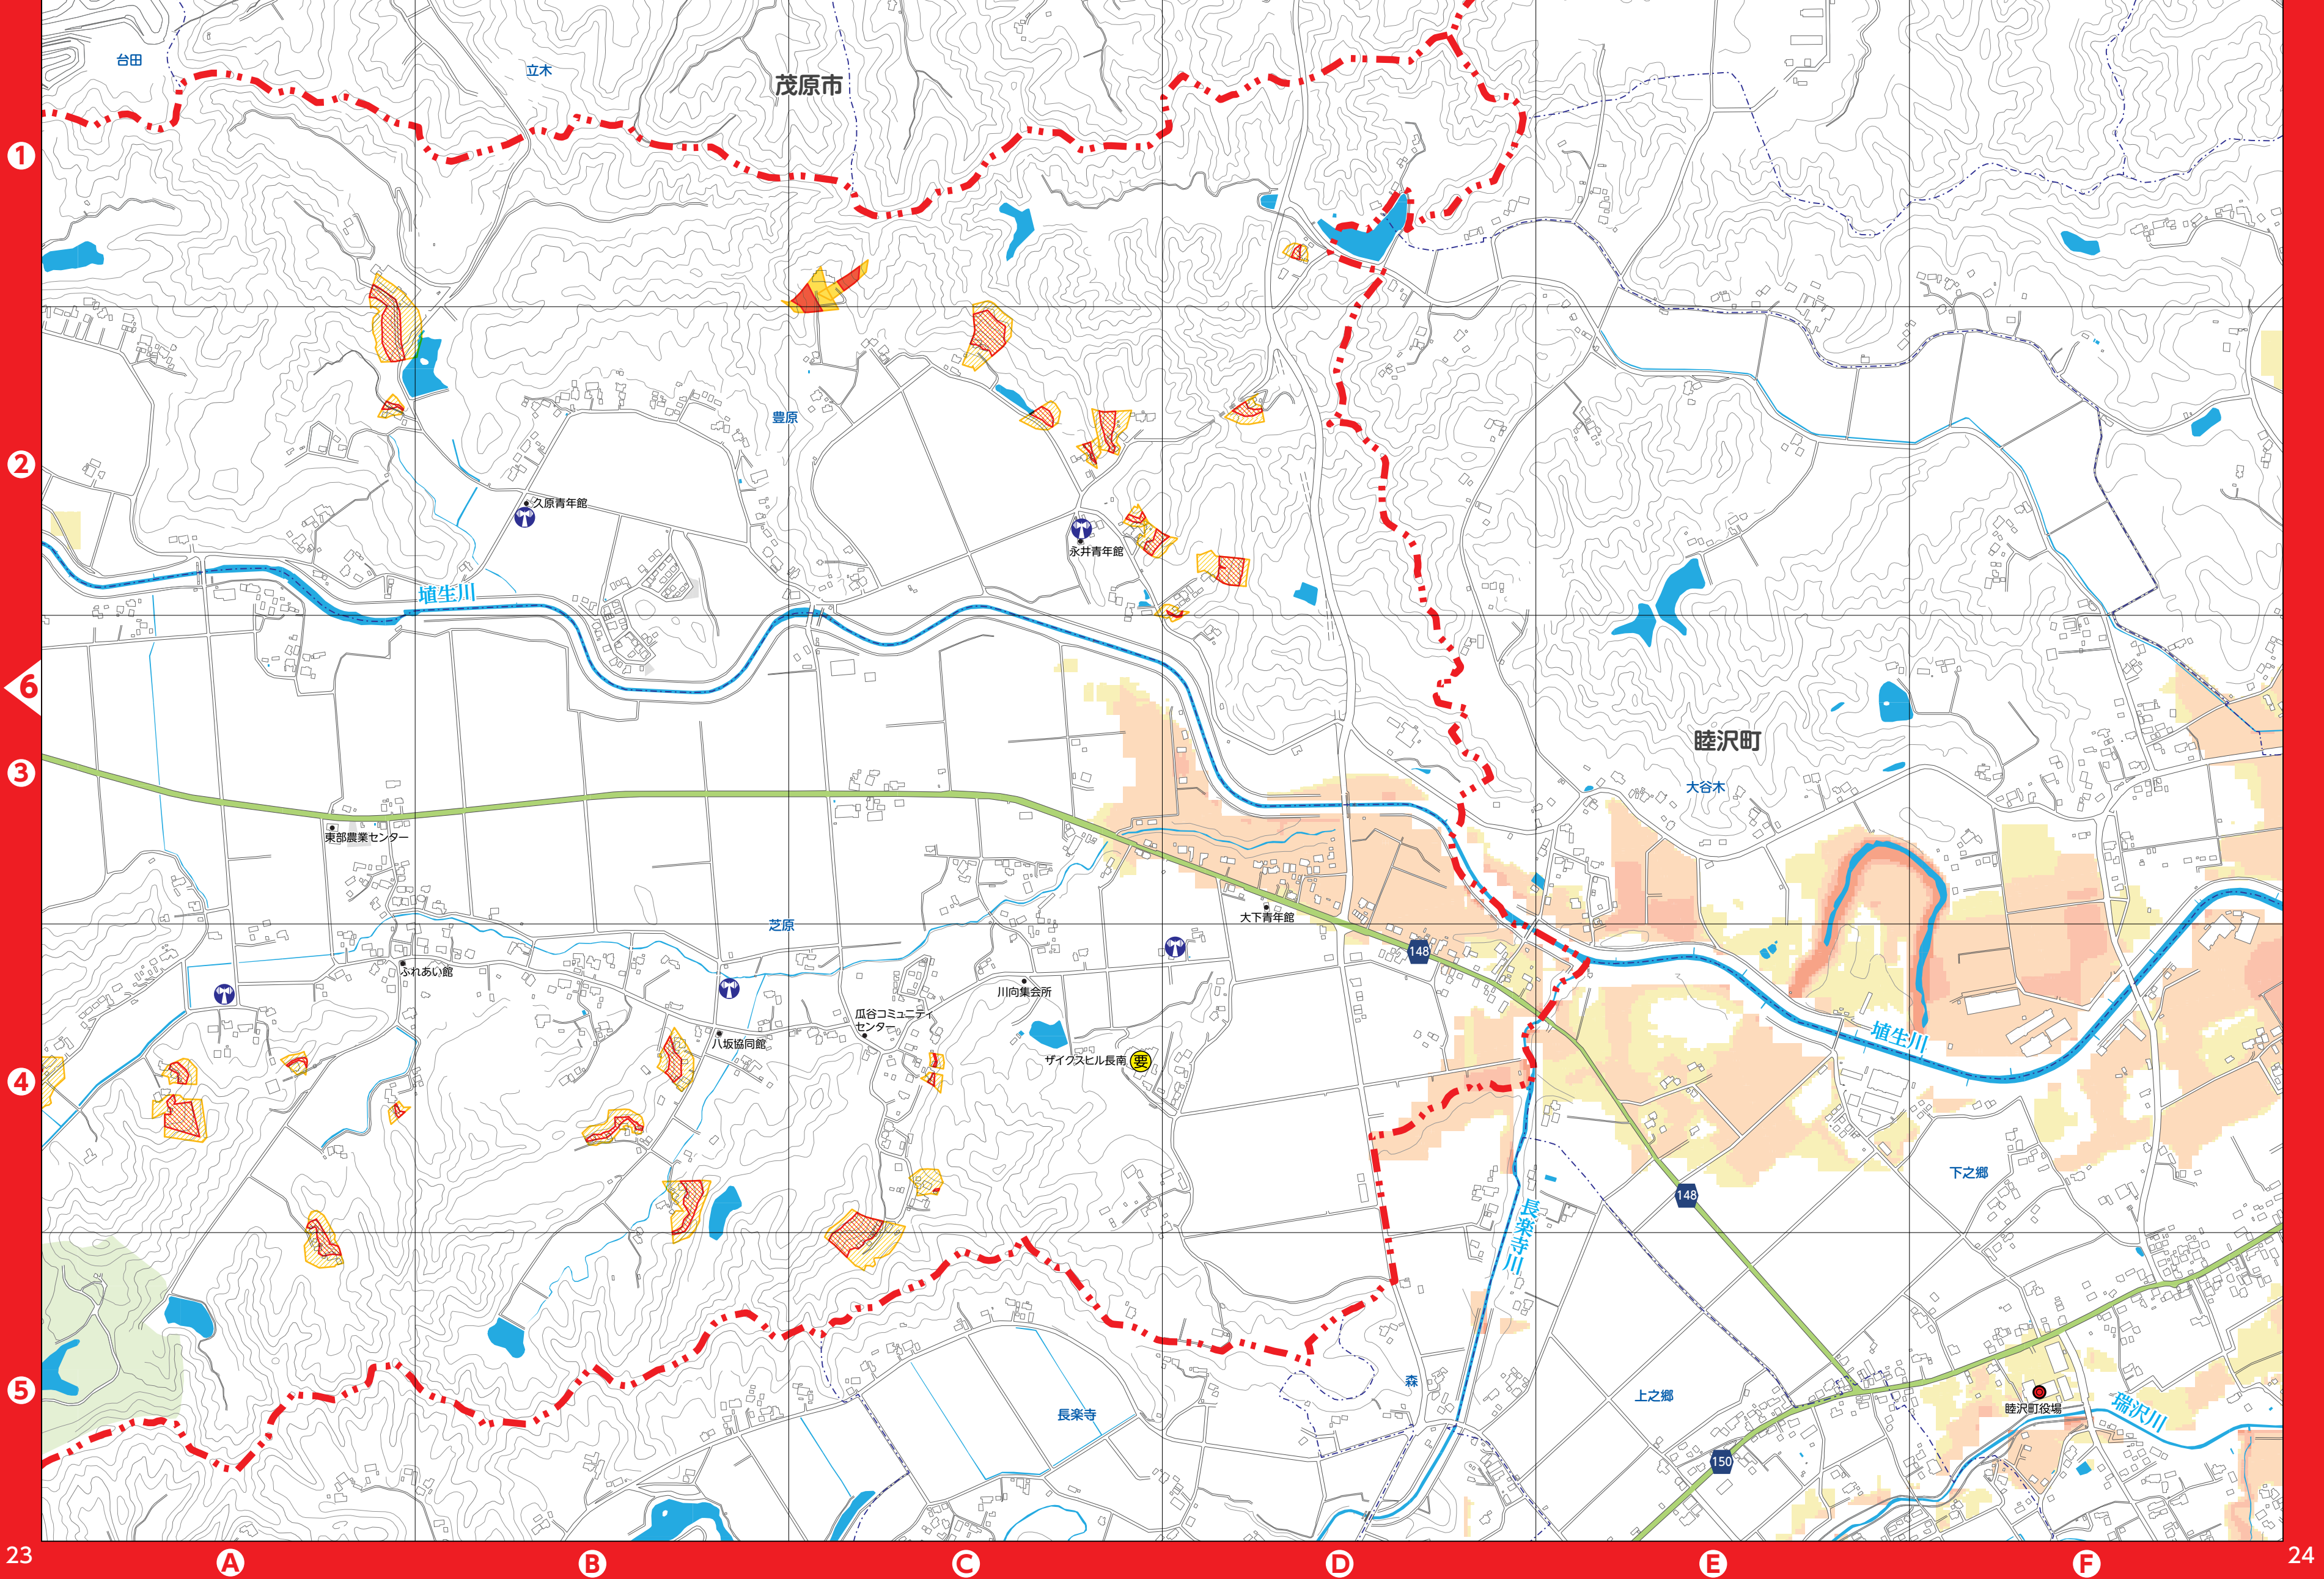 台田
立木
茂原市
1
豊原
2
久原青年館
永井青年館
埴生川
6
睦沢町
大谷木
3
東部農業センター
大下青年館
芝原
148
ふれあい館
川向集会所
瓜谷コミュニティ
センター
八坂協同館
ザイクスヒル長南
要
埴生川
4
下之郷
148
長楽寺川
5
森
上之郷
長楽寺
睦沢町役場
瑞沢川
150
23
A
B
C
D
E
F
24